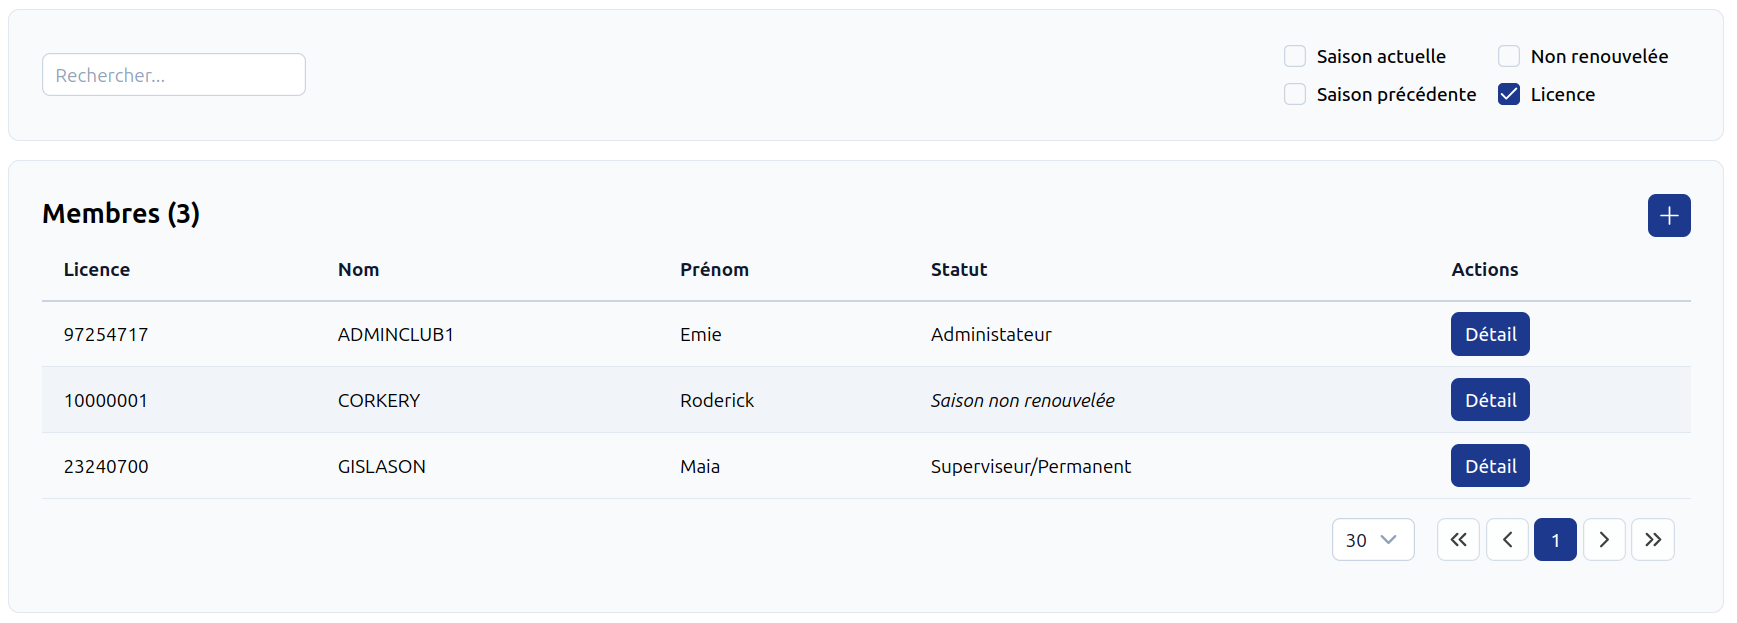 Rechercher...
Saison actuelle
Non renouvelée
Saison précédente
Licence
Membres (3)
Licence Nom Prénom Statut Actions
97254717 ADMINCLUB1 Emie Administateur Détail
10000001 CORKERY Roderick Saison non renouvelée Détail
23240700 GISLASON Maia Superviseur/Permanent Détail
30 1